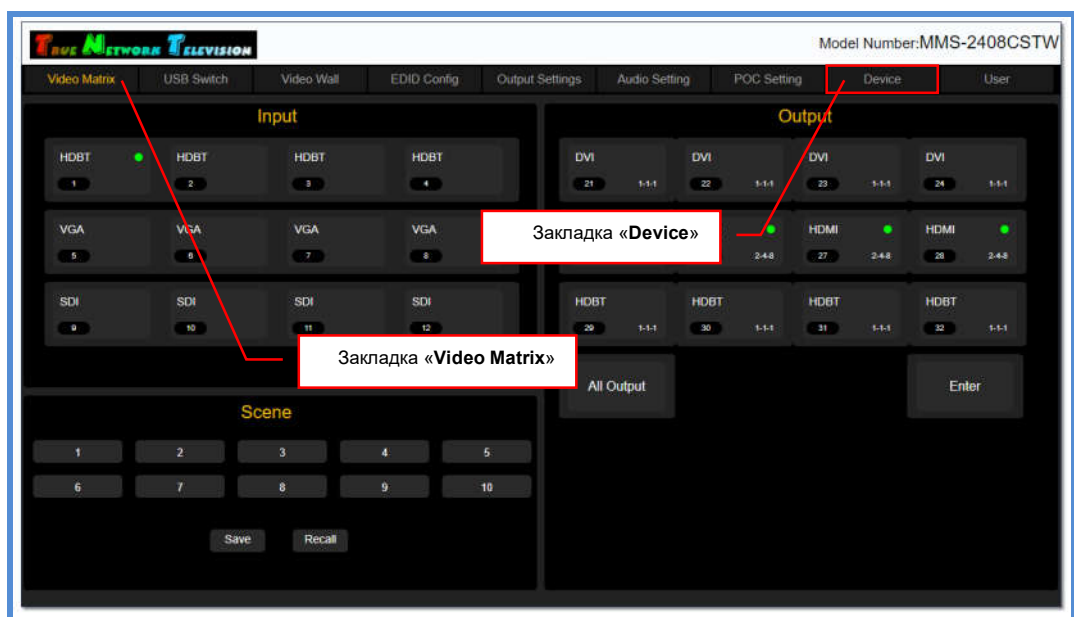 TRUE NETWORK TELEVISION
Model Number:MMS-2408CSTW
Video Matrix USB Switch Video Wall EDID Config Output Settings Audio Setting POC Setting Device User
Input
HDBT HDBT HDBT HDBT
1 2 3 4
VGA VGA VGA VGA
5 6 7 8
SDI SDI SDI SDI
9 10 11 12
Output
DVI DVI DVI DVI
21 1-1-1 22 1-1-1 23 1-1-1 24 1-1-1
HDMI HDMI
2-4-8 27 2-4-8 28 2-4-8
HDBT HDBT HDBT HDBT
29 1-1-1 30 1-1-1 31 1-1-1 32 1-1-1
All Output Enter
Закладка «Device»
Закладка «Video Matrix»
Scene
1 2 3 4 5
6 7 8 9 10
Save Recall